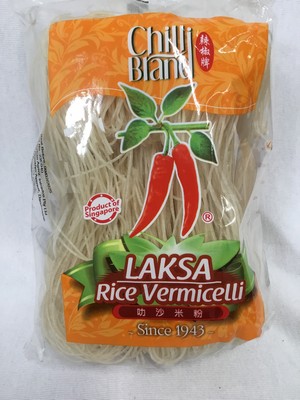 Chilli
Brand
辣椒牌
Product of
Singapore
®
LAKSA
Rice Vermicelli
叻沙米粉
- Since 1943 -